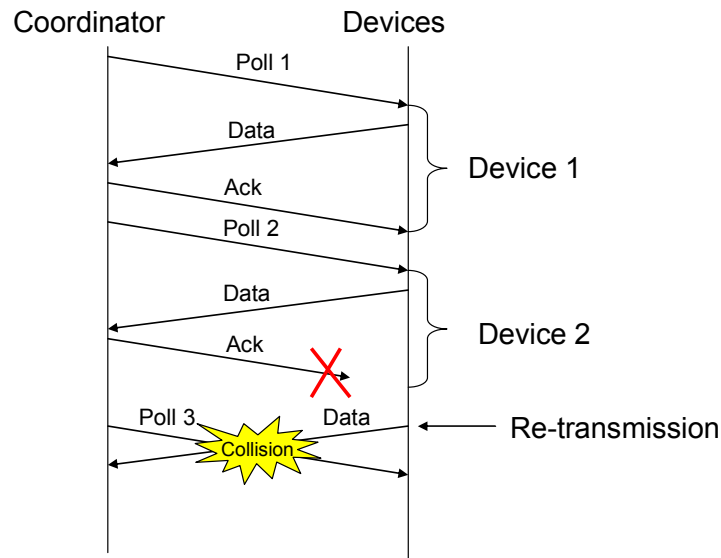 Coordinator
Devices
Poll 1
Data
Device 1
Ack
Poll 2
Data
Device 2
Ack
Poll 3
Data
Re-transmission
Collision